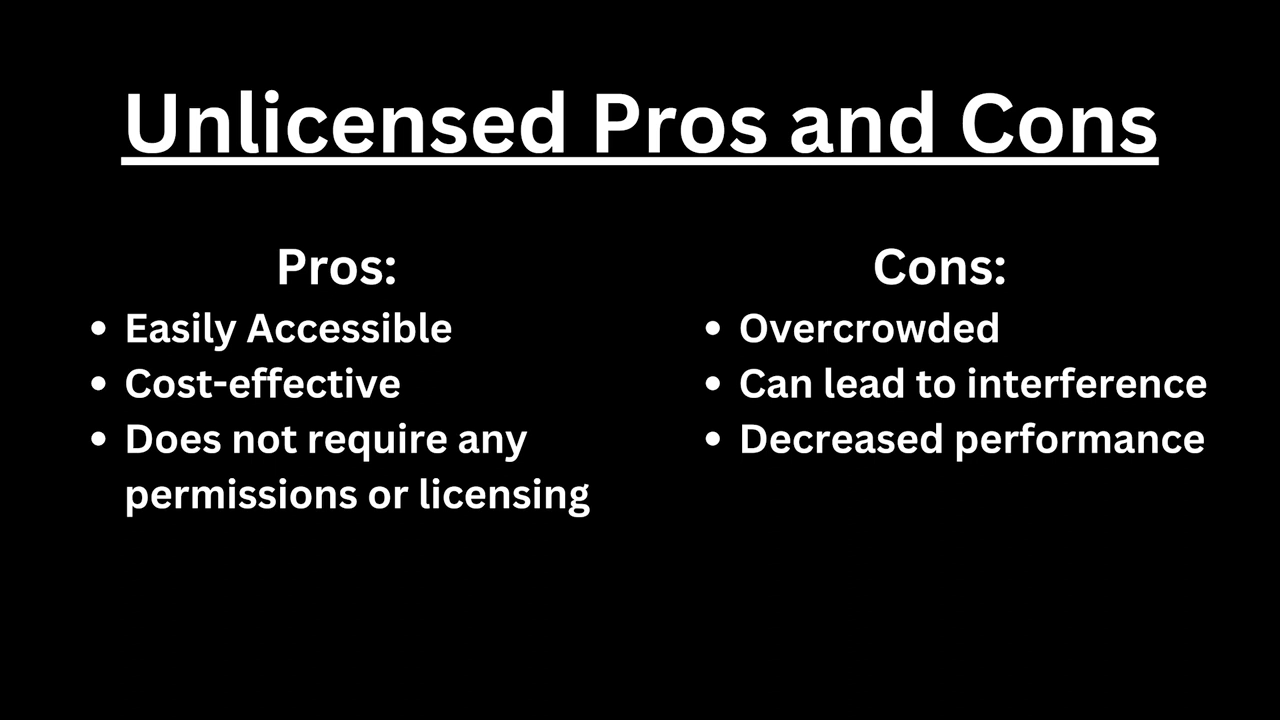 Unlicensed Pros and Cons
Pros:
• Easily Accessible
• Cost-effective
• Does not require any
permissions or licensing
Cons:
• Overcrowded
• Can lead to interference
• Decreased performance